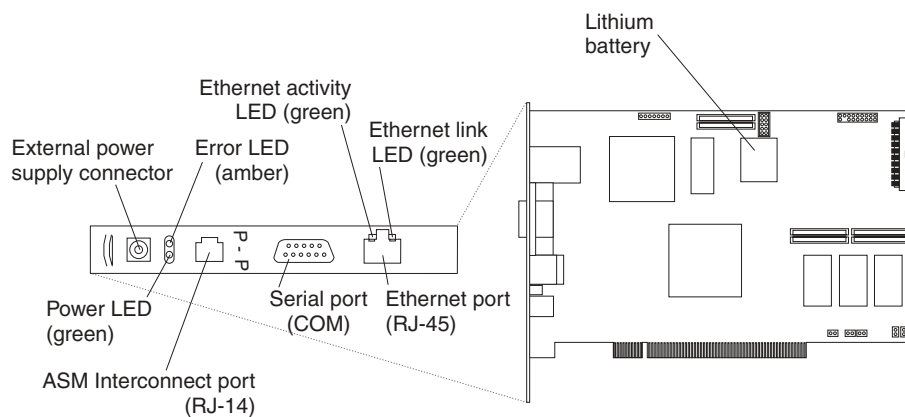 Lithium
battery
Ethernet activity
LED (green)
Ethernet link
LED (green)
External power
supply connector
Error LED
(amber)
P - P
Power LED
(green)
Serial port
(COM)
Ethernet port
(RJ-45)
ASM Interconnect port
(RJ-14)